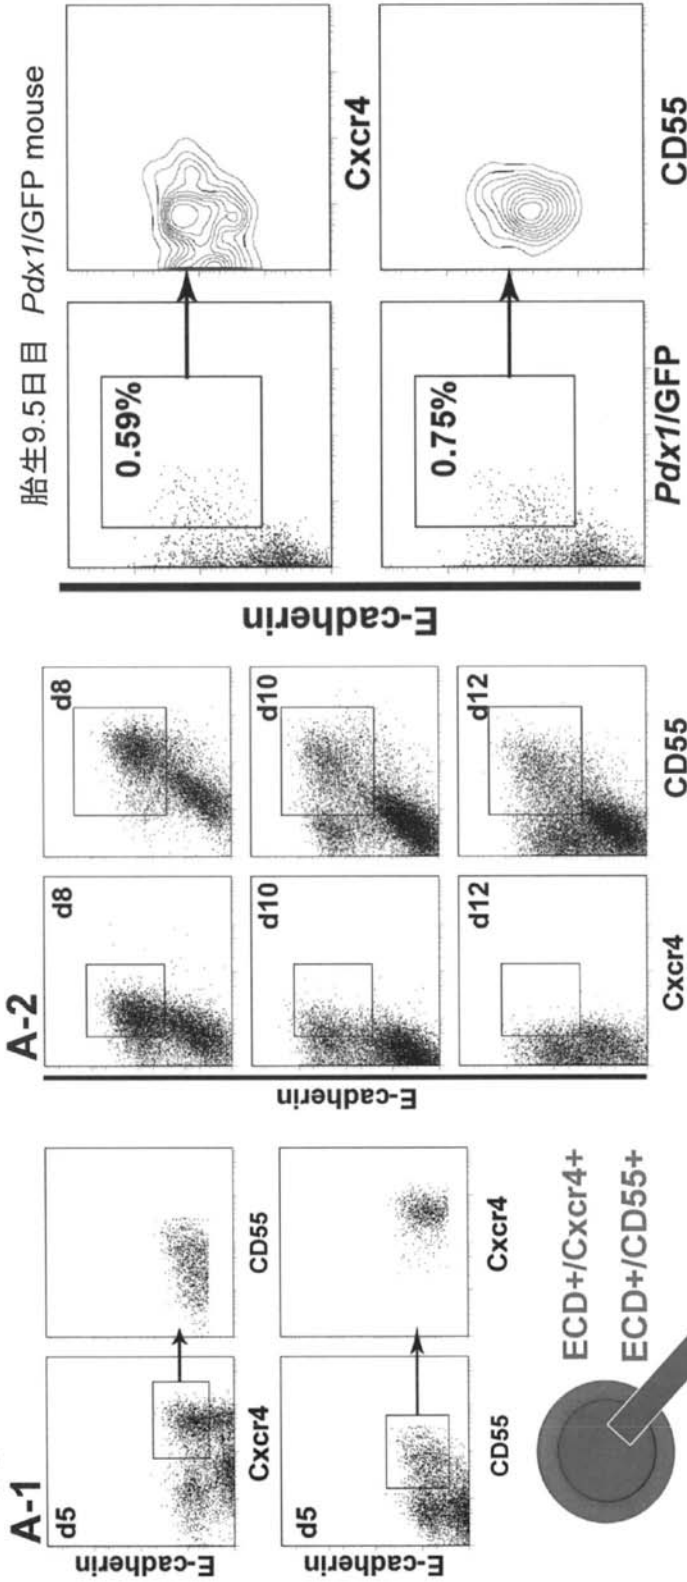 A-1
d5
E-cadherin
Cxcr4
CD55
d5
E-cadherin
CD55
Cxcr4
ECD+/Cxcr4+
ECD+/CD55+
A-2
d8
d8
d10
d10
d12
d12
E-cadherin
Cxcr4
CD55
胎生9.5日目 Pdx1/GFP mouse
0.59%
Cxcr4
0.75%
E-cadherin
Pdx1/GFP
CD55